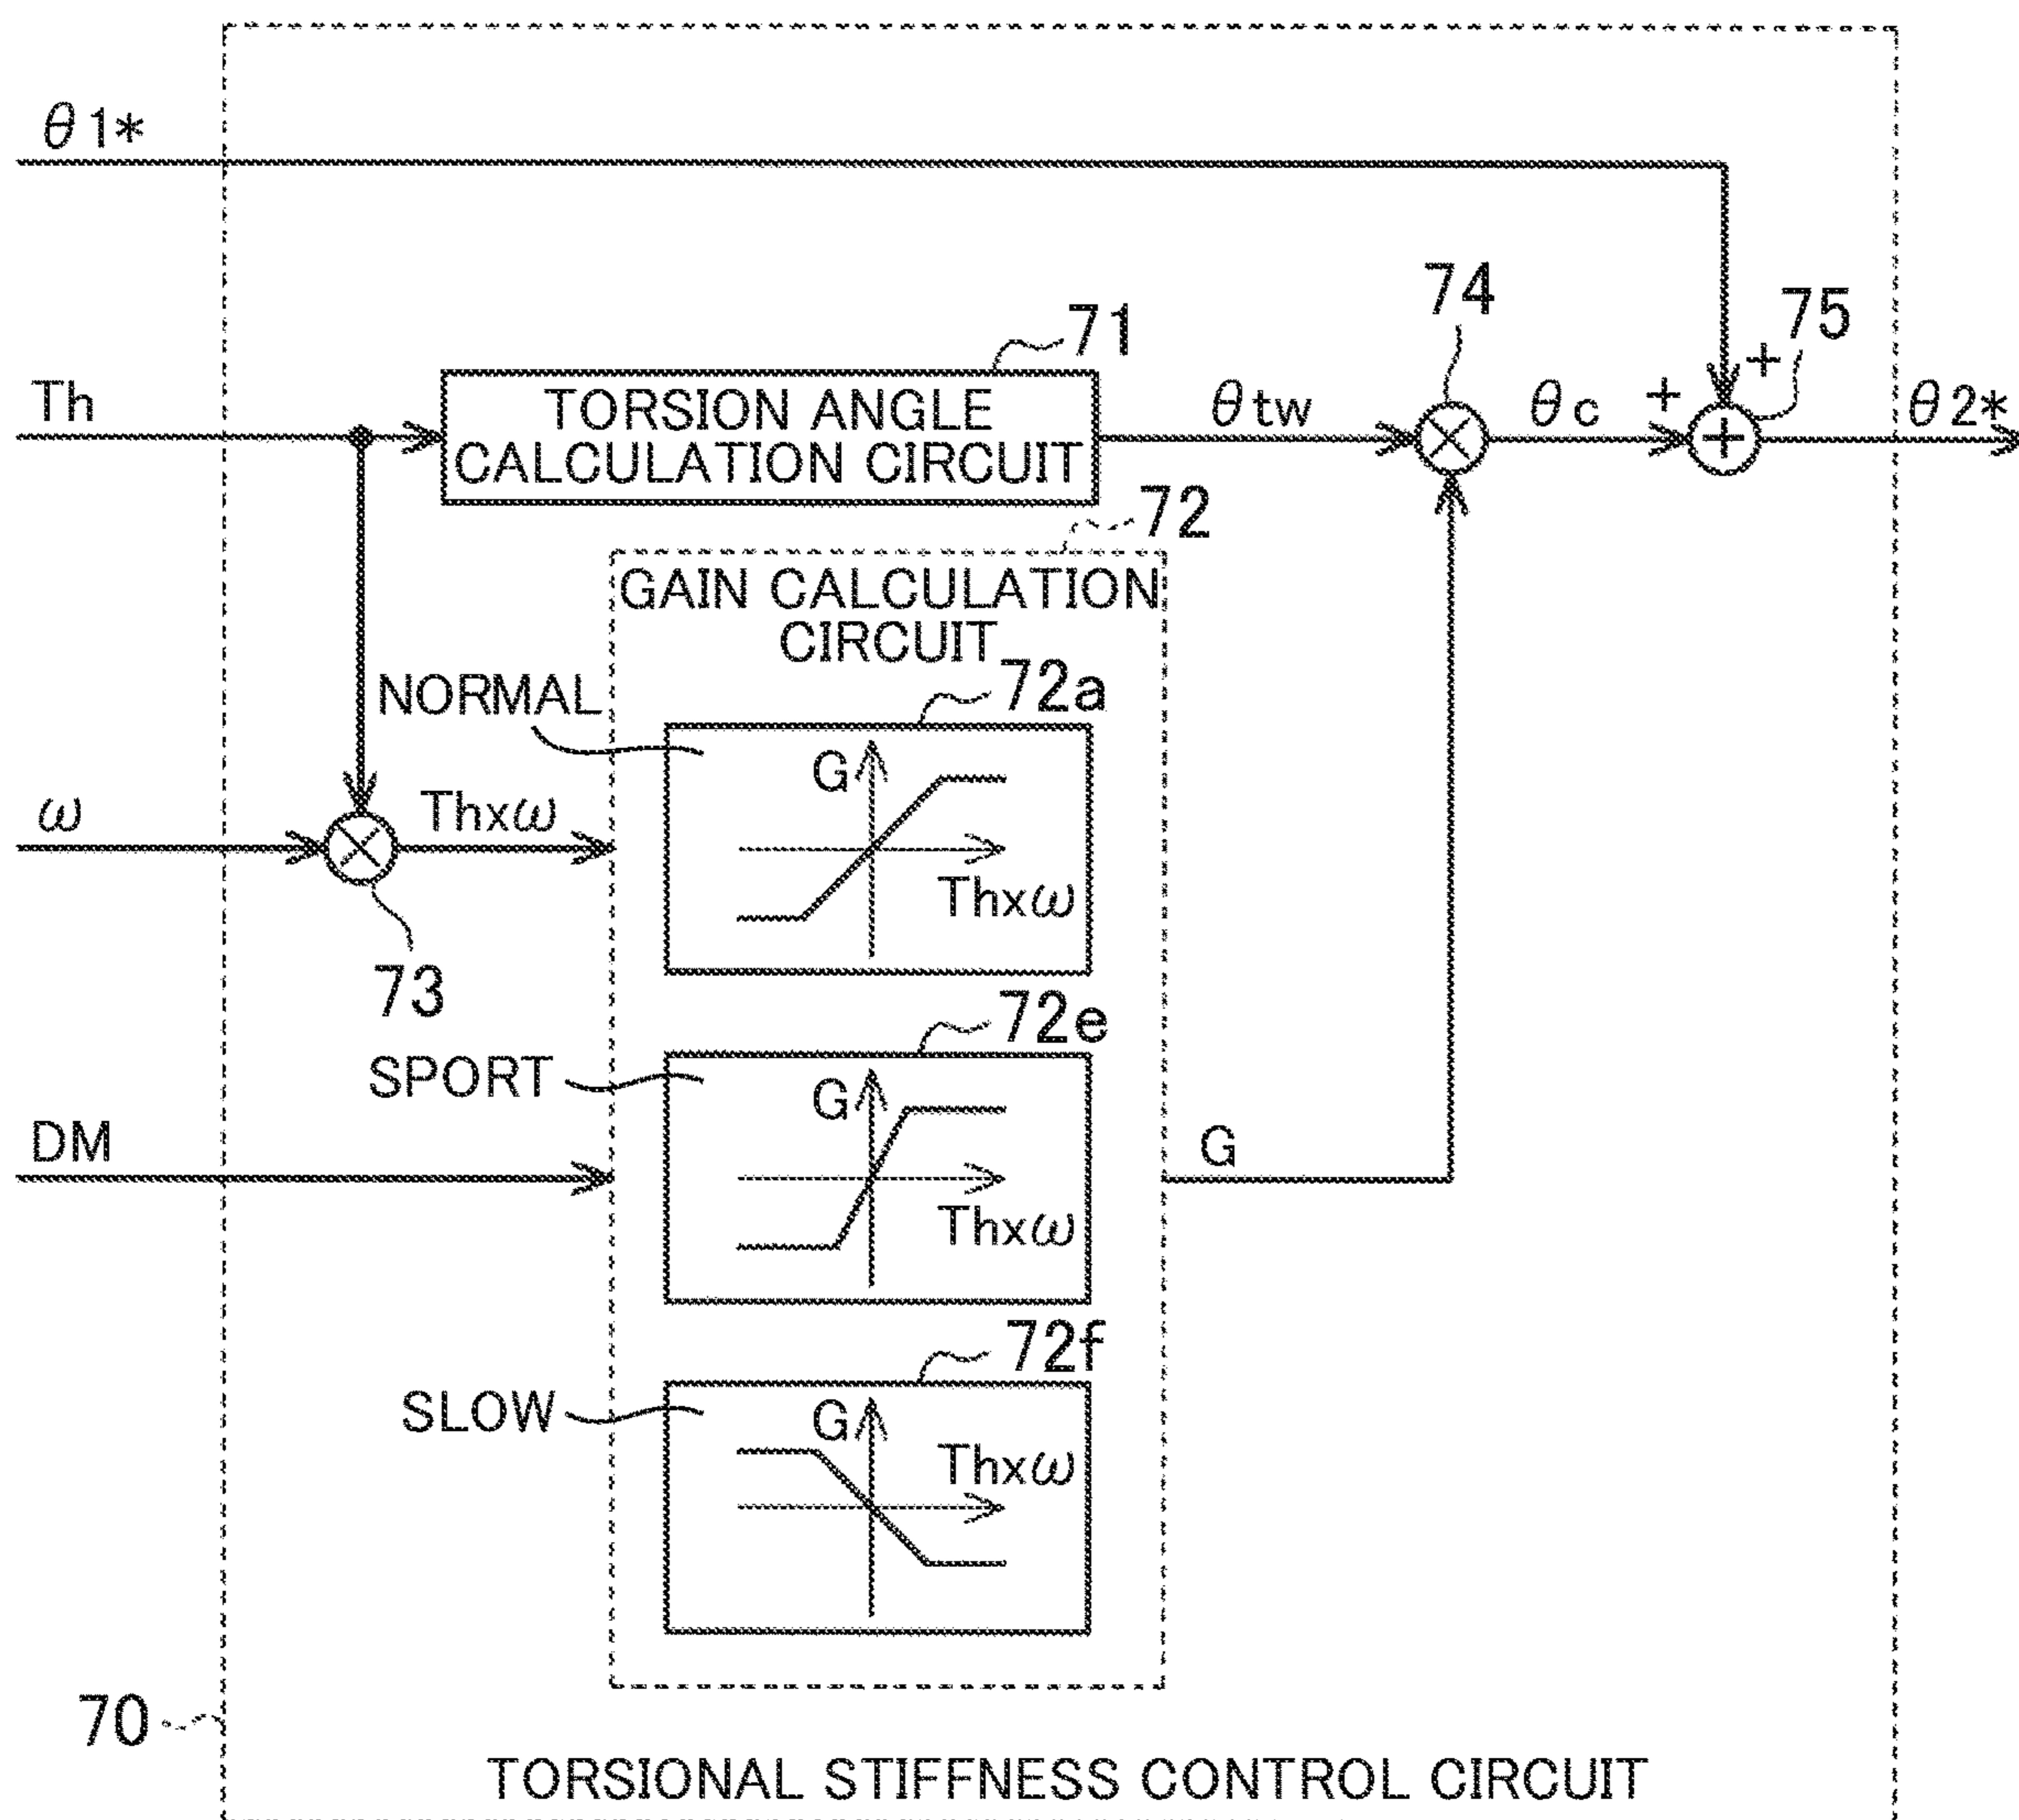 θ1*
Th
71
TORSION ANGLE
CALCULATION CIRCUIT
θtw
74
θc
+
+
75
+
θ2*
72
GAIN CALCULATION
CIRCUIT
NORMAL
72a
G
Thxω
ω
Thxω
73
SPORT
72e
G
Thxω
DM
G
SLOW
72f
G
Thxω
70
TORSIONAL STIFFNESS CONTROL CIRCUIT